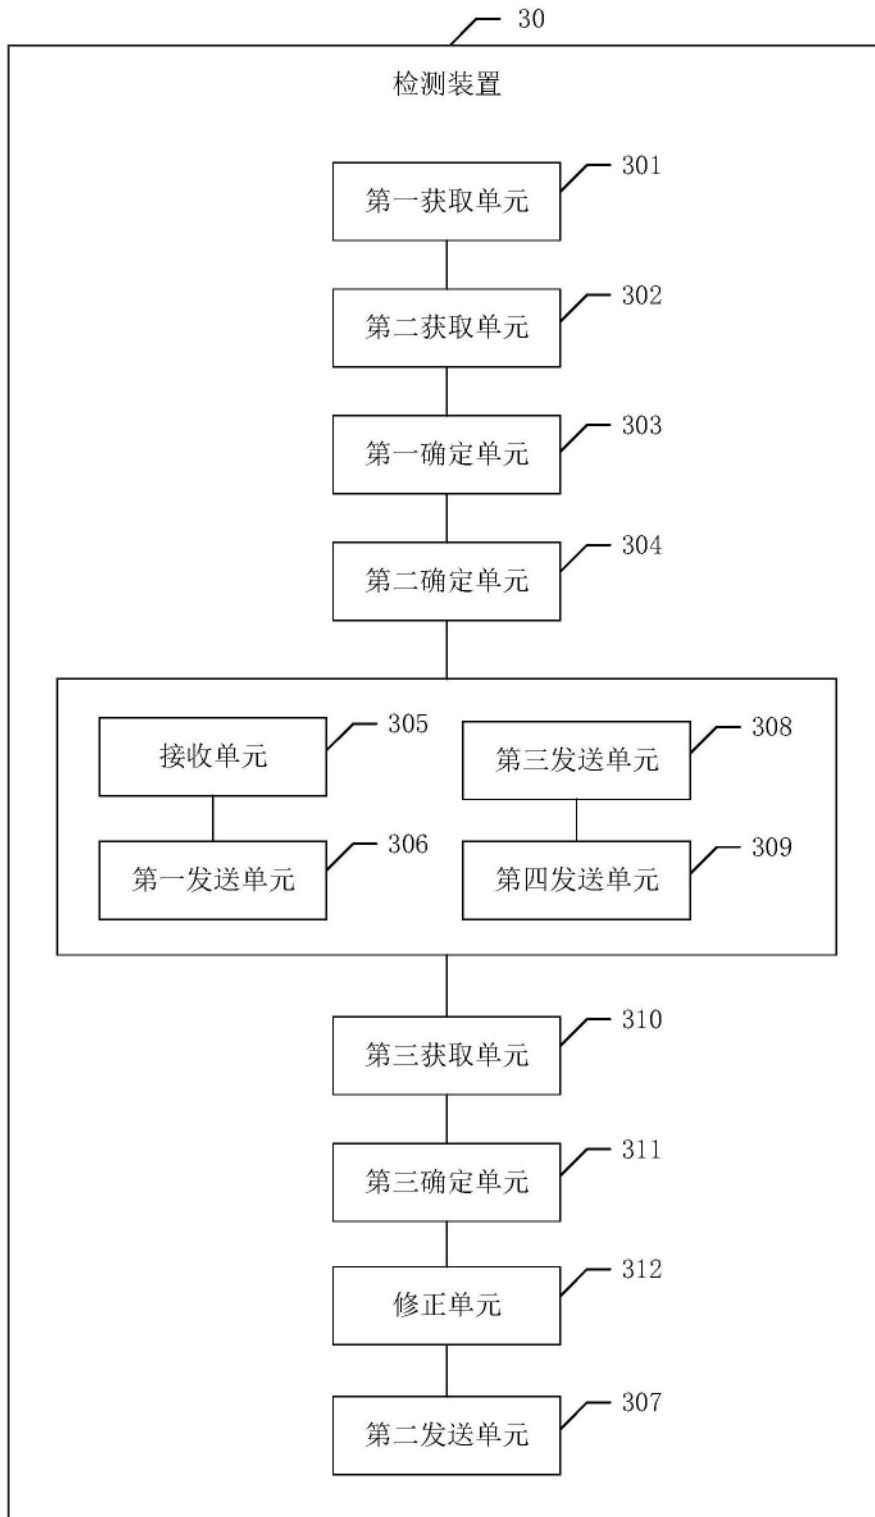 30
检测装置
301
第一获取单元
302
第二获取单元
303
第一确定单元
304
第二确定单元
305
接收单元
308
第三发送单元
306
第一发送单元
309
第四发送单元
310
第三获取单元
311
第三确定单元
312
修正单元
307
第二发送单元